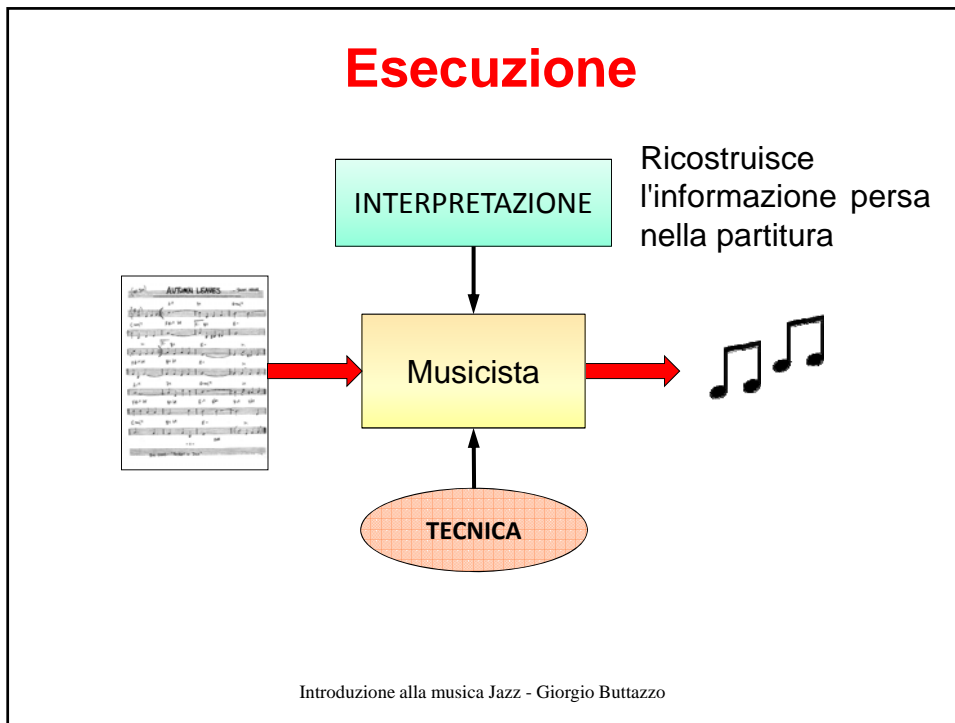 Esecuzione
INTERPRETAZIONE
Ricostruisce
l'informazione persa
nella partitura
AUTUMN LEAVES
Musicista
TECNICA
Introduzione alla musica Jazz - Giorgio Buttazzo